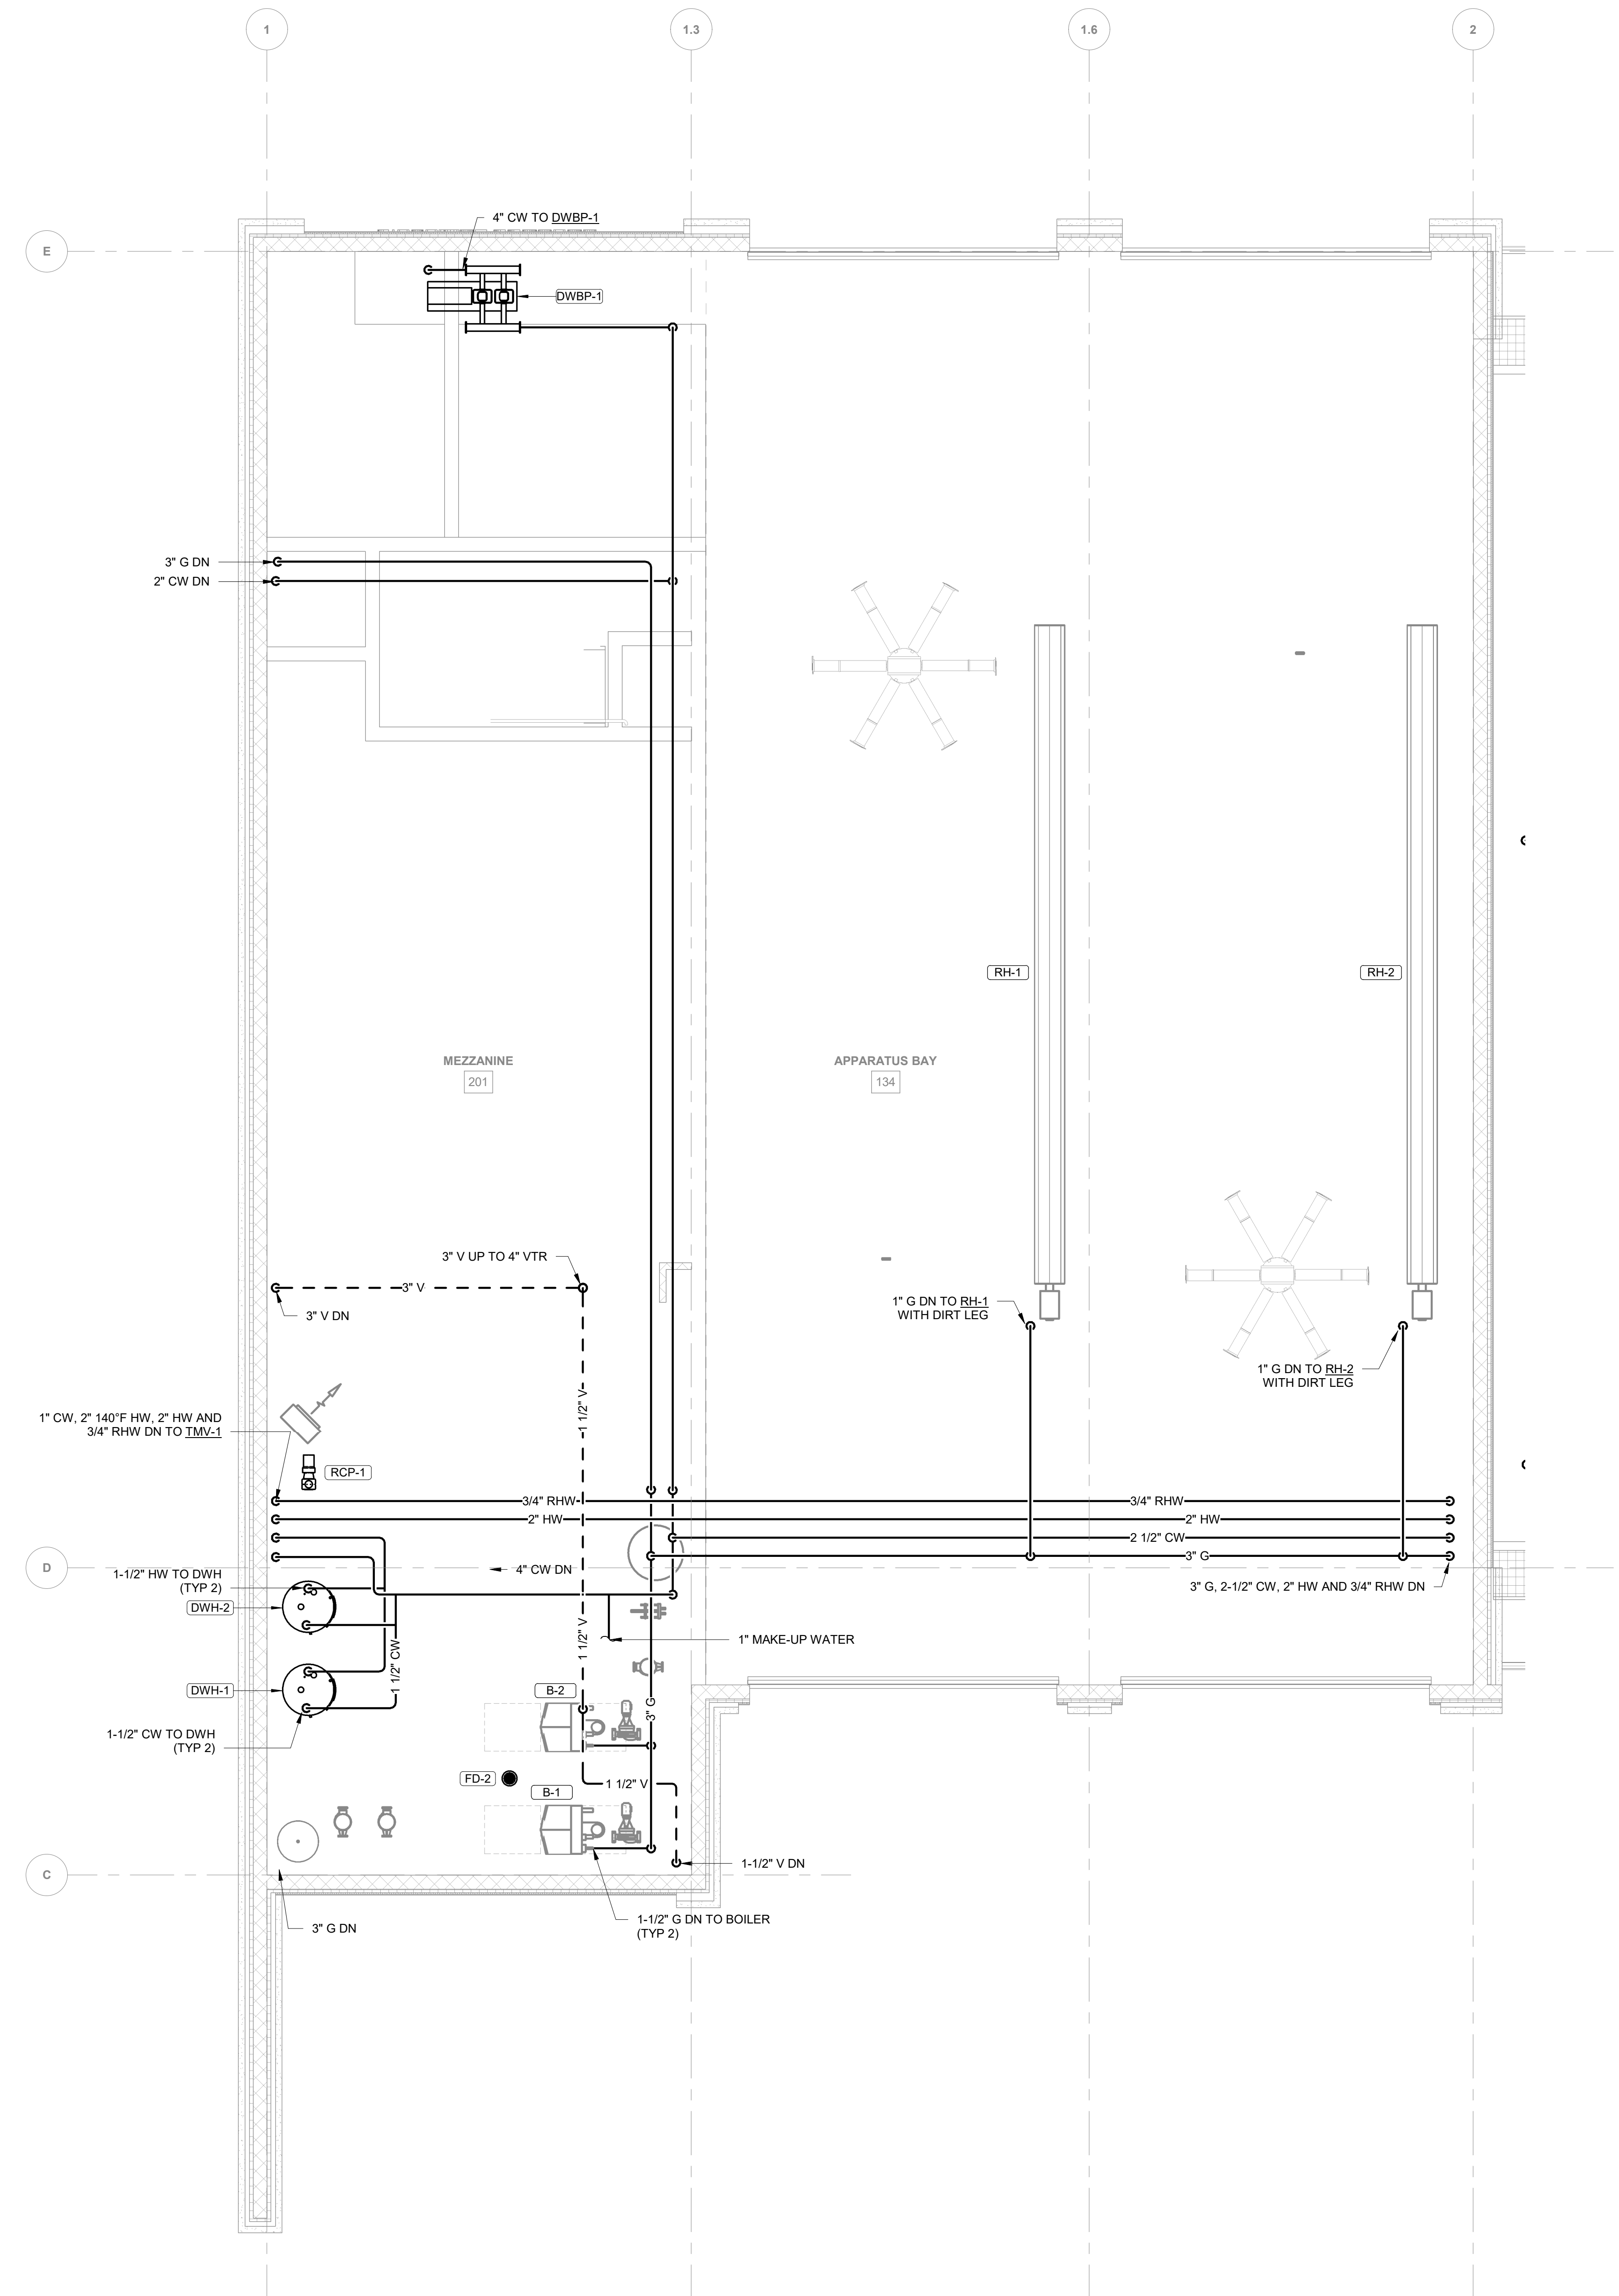 1
1.3
1.6
2
4" CW TO DWBP-1
E
DWBP-1
3" G DN
2" CW DN
RH-1
RH-2
MEZZANINE
201
APPARATUS BAY
134
3" V UP TO 4" VTR
3" V
3" V DN
1" G DN TO RH-1
WITH DIRT LEG
1" G DN TO RH-2
WITH DIRT LEG
1 1/2" V
1" CW, 2" 140°F HW, 2" HW AND
3/4" RHW DN TO TMV-1
RCP-1
3/4" RHW
3/4" RHW
2" HW
2" HW
2 1/2" CW
3" G
D
4" CW DN
1-1/2" HW TO DWH
(TYP 2)
3" G, 2-1/2" CW, 2" HW AND 3/4" RHW DN
DWH-2
1 1/2" V
1" MAKE-UP WATER
1 1/2" CW
DWH-1
B-2
3" G
1-1/2" CW TO DWH
(TYP 2)
FD-2
1 1/2" V
B-1
1-1/2" V DN
C
1-1/2" G DN TO BOILER
(TYP 2)
3" G DN